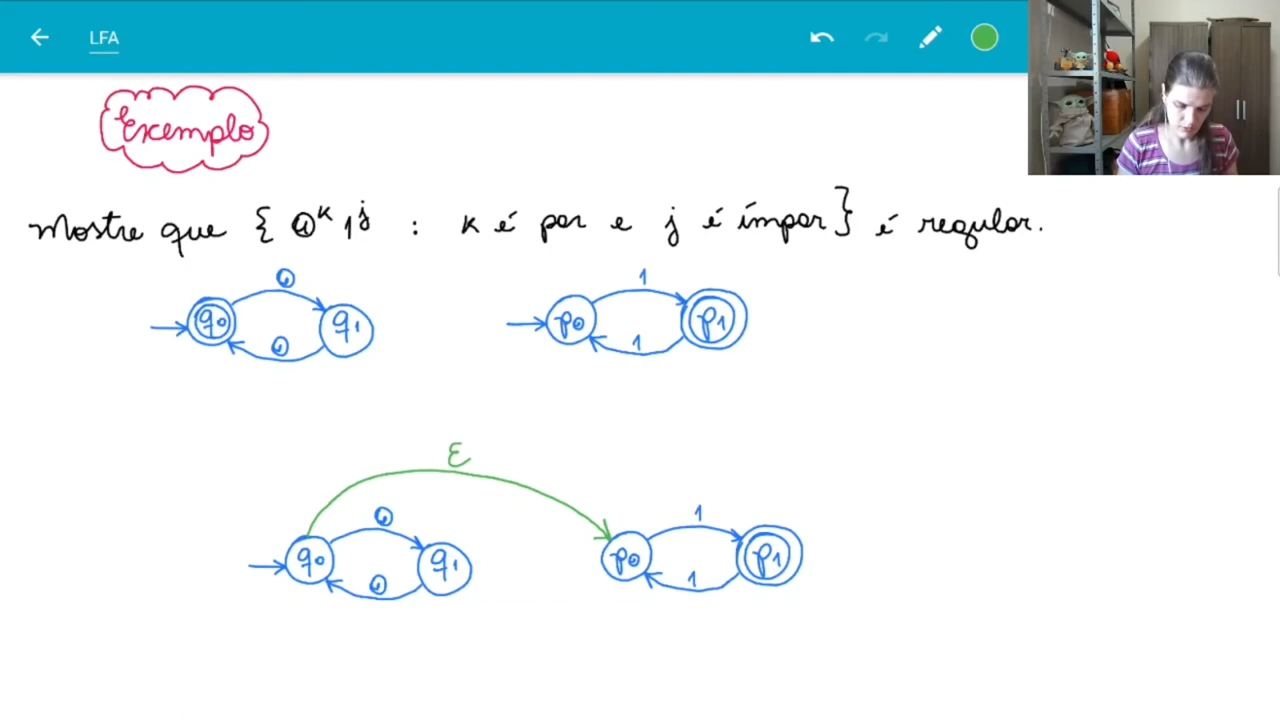 LFA
Exemplo
Mostre que { 0ᵏ1ʲ : k é par e j é ímpar } é regular.
0 1
q0 q1 p0 p1
0 1
ε
0 1
q0 q1 p0 p1
0 1